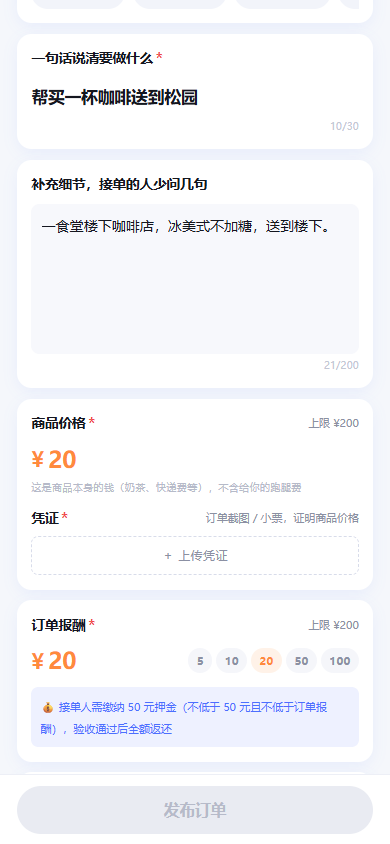 一句话说清要做什么 *
帮买一杯咖啡送到松园
10/30
补充细节，接单的人少问几句
一食堂楼下咖啡店，冰美式不加糖，送到楼下。
21/200
商品价格 * 上限 ¥200
¥ 20
这是商品本身的钱（奶茶、快递费等），不含给你的跑腿费
凭证 * 订单截图 / 小票，证明商品价格
+ 上传凭证
订单报酬 * 上限 ¥200
¥ 20 5 10 20 50 100
💰 接单人需缴纳 50 元押金（不低于 50 元且不低于订单报
酬），验收通过后全额返还
发布订单